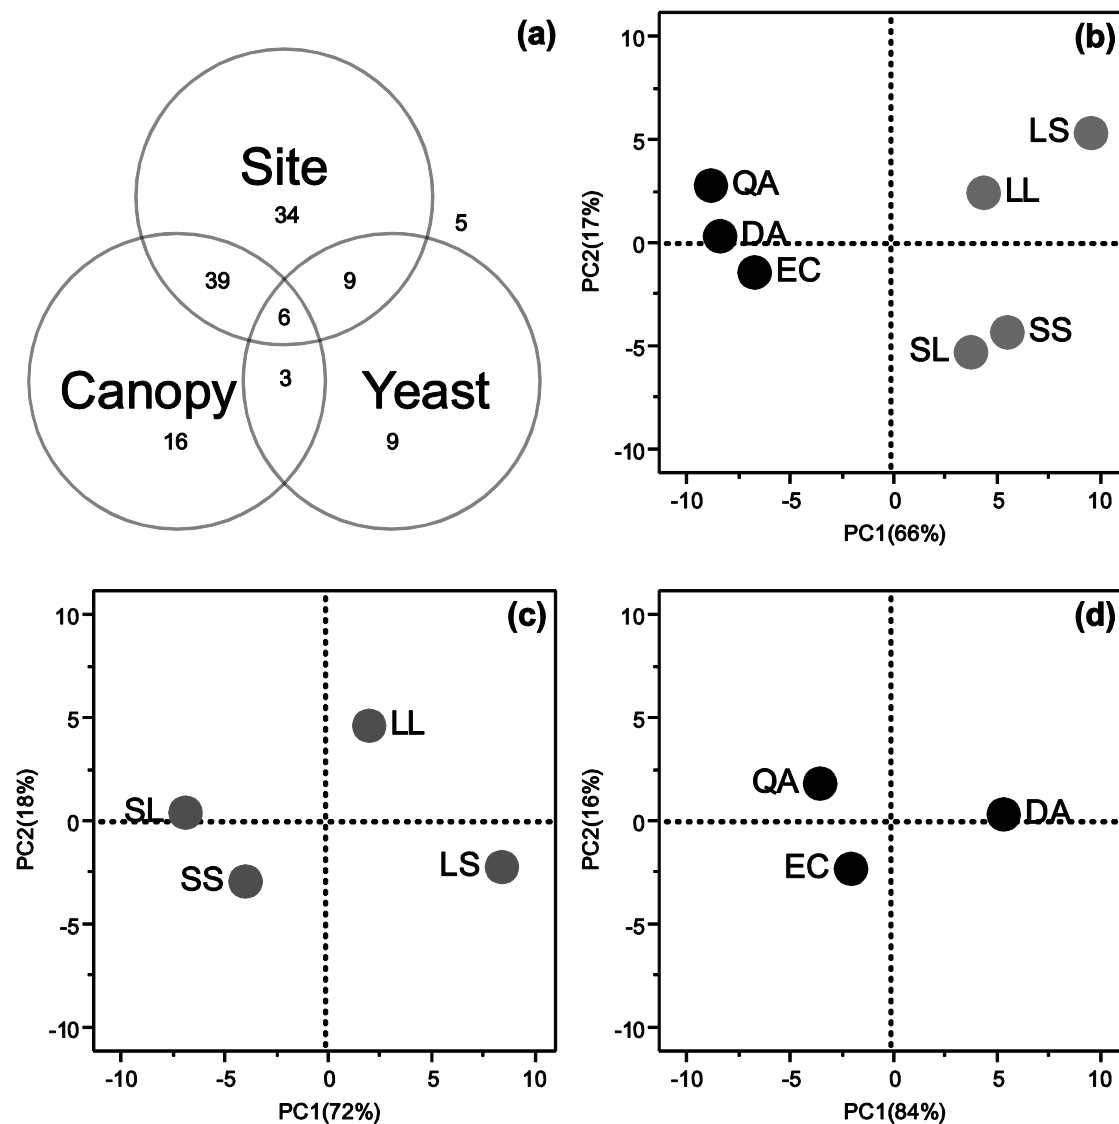 (a)
Site
34
5
39
9
6
Canopy
3
Yeast
16
9
(b)
10
5
0
-5
-10
PC2(17%)
LS
QA
LL
DA
EC
SS
SL
-10 -5 0 5 10
PC1(66%)
(c)
10
5
0
-5
-10
PC2(18%)
LL
SL
SS
LS
-10 -5 0 5 10
PC1(72%)
(d)
10
5
0
-5
-10
PC2(16%)
QA
DA
EC
-10 -5 0 5 10
PC1(84%)